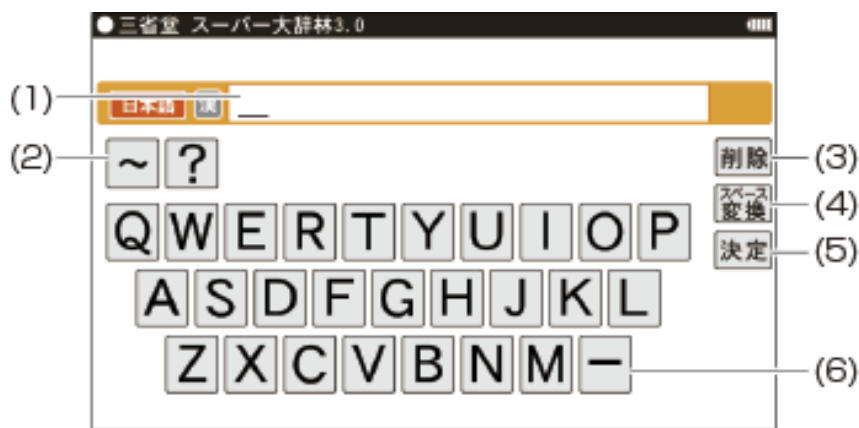 ●三省堂 スーパー大辞林3.0
(1) 日本語 漢
(2) ~ ? 削除 (3)
スペース変換 (4)
Q W E R T Y U I O P
決定 (5)
A S D F G H J K L
Z X C V B N M ー (6)